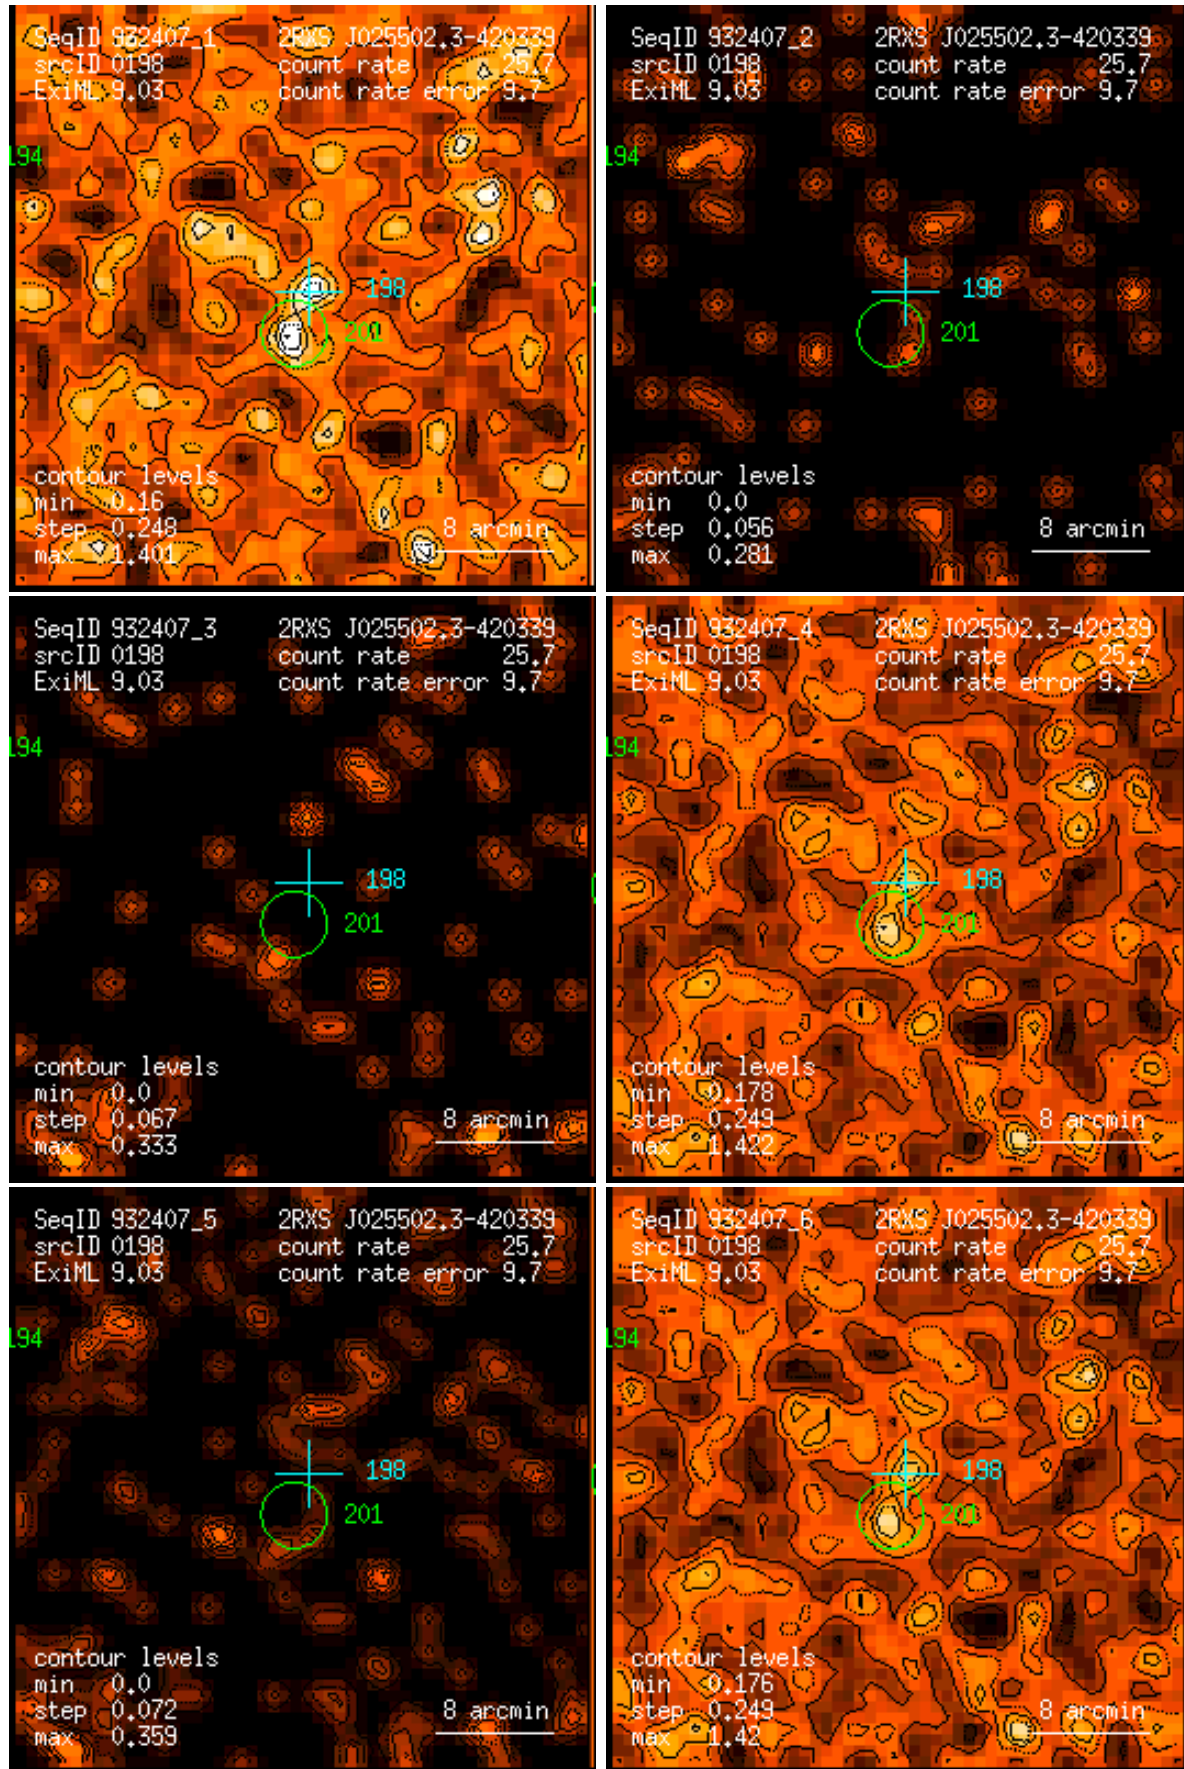 SeqID 932407_1 2RXS J025502.3-420339
srcID 0198 count rate 25.7
ExiML 9.03 count rate error 9.7
194
198
201
contour levels
min 0.16
step 0.248 8 arcmin
max 1.401
SeqID 932407_2 2RXS J025502.3-420339
srcID 0198 count rate 25.7
ExiML 9.03 count rate error 9.7
194
198
201
contour levels
min 0.0
step 0.056 8 arcmin
max 0.281
SeqID 932407_3 2RXS J025502.3-420339
srcID 0198 count rate 25.7
ExiML 9.03 count rate error 9.7
194
198
201
contour levels
min 0.0
step 0.067 8 arcmin
max 0.333
SeqID 932407_4 2RXS J025502.3-420339
srcID 0198 count rate 25.7
ExiML 9.03 count rate error 9.7
194
198
201
contour levels
min 0.178
step 0.249 8 arcmin
max 1.422
SeqID 932407_5 2RXS J025502.3-420339
srcID 0198 count rate 25.7
ExiML 9.03 count rate error 9.7
194
198
201
contour levels
min 0.0
step 0.072 8 arcmin
max 0.359
SeqID 932407_6 2RXS J025502.3-420339
srcID 0198 count rate 25.7
ExiML 9.03 count rate error 9.7
194
198
201
contour levels
min 0.176
step 0.249 8 arcmin
max 1.42